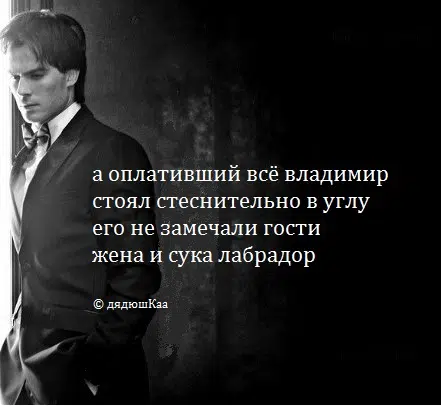 а оплативший всё владимир
стоял стеснительно в углу
его не замечали гости
жена и сука лабрадор
© дядюшКаа